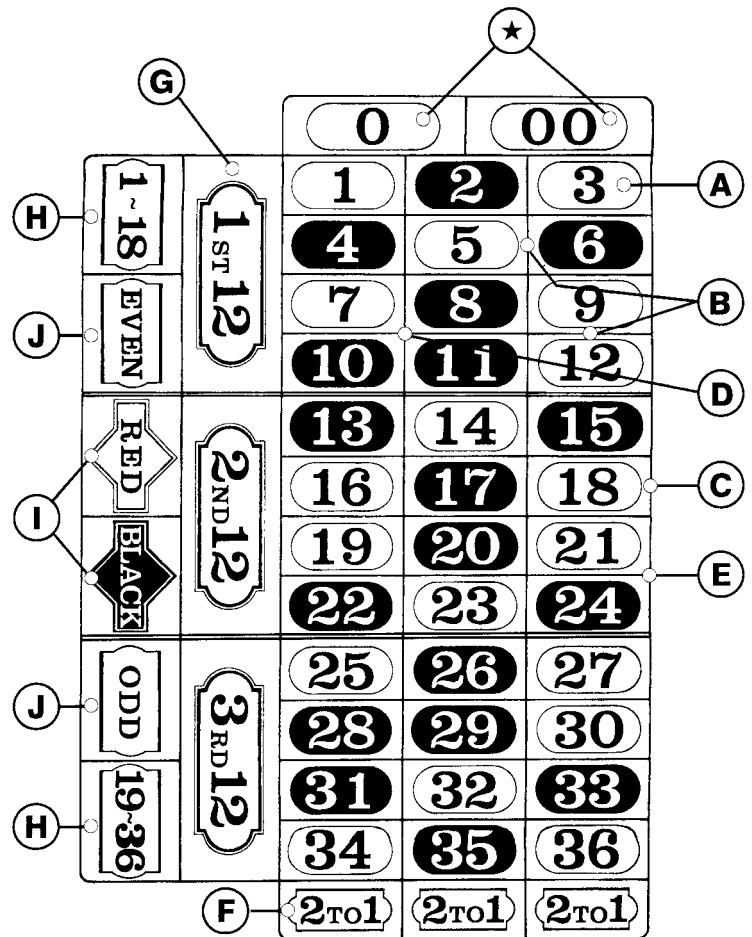 ★
G
0 00
1 2 3
A
1~18
H
1ST12
4 5 6
B
7 8 9
EVEN
J
10 11 12
D
13 14 15
RED
2ND12
16 17 18
C
I
19 20 21
BLACK
E
22 23 24
25 26 27
ODD
J
3RD12
28 29 30
31 32 33
19~36
H
34 35 36
F
2TO1 2TO1 2TO1